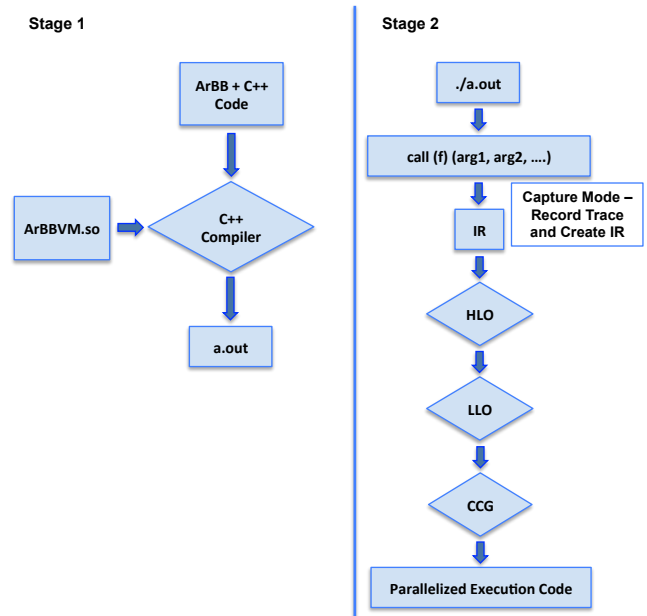 Stage 1
ArBB + C++
Code
ArBBVM.so
C++
Compiler
a.out
Stage 2
./a.out
call (f) (arg1, arg2, ....)
Capture Mode –
Record Trace
and Create IR
IR
HLO
LLO
CCG
Parallelized Execution Code